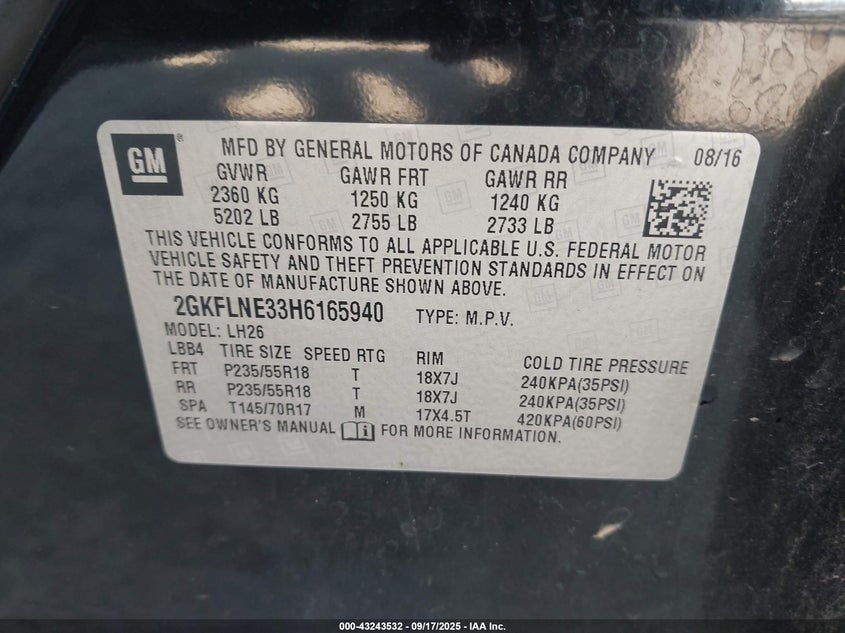 GM ® MFD BY GENERAL MOTORS OF CANADA COMPANY 08/16
GVWR GAWR FRT GAWR RR
2360 KG 1250 KG 1240 KG
5202 LB 2755 LB 2733 LB
THIS VEHICLE CONFORMS TO ALL APPLICABLE U.S. FEDERAL MOTOR
VEHICLE SAFETY AND THEFT PREVENTION STANDARDS IN EFFECT ON
THE DATE OF MANUFACTURE SHOWN ABOVE.
2GKFLNE33H6165940 TYPE: M.P.V.
MODEL: LH26
LBB4 TIRE SIZE SPEED RTG RIM COLD TIRE PRESSURE
FRT P235/55R18 T 18X7J 240KPA(35PSI)
RR P235/55R18 T 18X7J 240KPA(35PSI)
SPA T145/70R17 M 17X4.5T 420KPA(60PSI)
SEE OWNER'S MANUAL i FOR MORE INFORMATION.
000-43243532 - 09/17/2025 - IAA Inc.